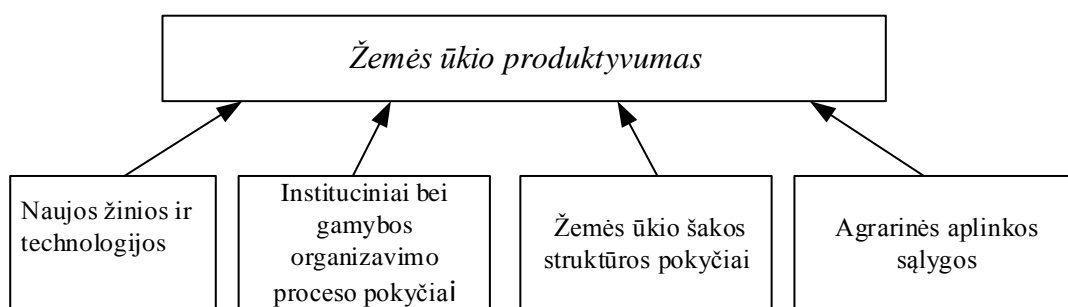 Žemės ūkio produktyvumas
Naujos žinios ir
technologijos
Instituciniai bei
gamybos
organizavimo
proceso pokyčiai
Žemės ūkio šakos
struktūros pokyčiai
Agrarinės aplinkos
sąlygos